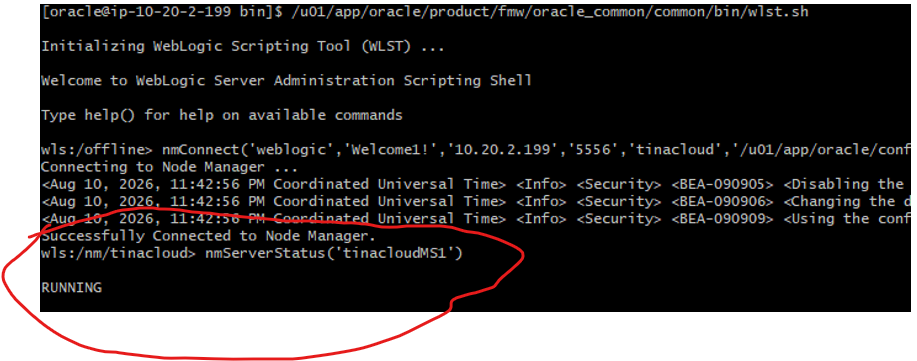 [oracle@ip-10-20-2-199 bin]$ /u01/app/oracle/product/fmw/oracle_common/common/bin/wlst.sh
Initializing WebLogic Scripting Tool (WLST) ...
Welcome to WebLogic Server Administration Scripting Shell
Type help() for help on available commands
wls:/offline> nmConnect('weblogic','Welcome1!','10.20.2.199','5556','tinacloud','/u01/app/oracle/conf
Connecting to Node Manager ...
<Aug 10, 2026, 11:42:56 PM Coordinated Universal Time> <Info> <Security> <BEA-090905> <Disabling the
<Aug 10, 2026, 11:42:56 PM Coordinated Universal Time> <Info> <Security> <BEA-090906> <Changing the d
<Aug 10, 2026, 11:42:56 PM Coordinated Universal Time> <Info> <Security> <BEA-090909> <Using the conf
Successfully Connected to Node Manager.
wls:/nm/tinacloud> nmServerStatus('tinacloudMS1')
RUNNING